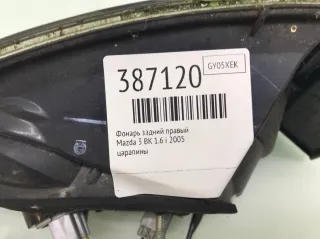 387120
GY05XEK
Фонарь задний правый
Mazda 3 BK 1.6 i 2005
царапины